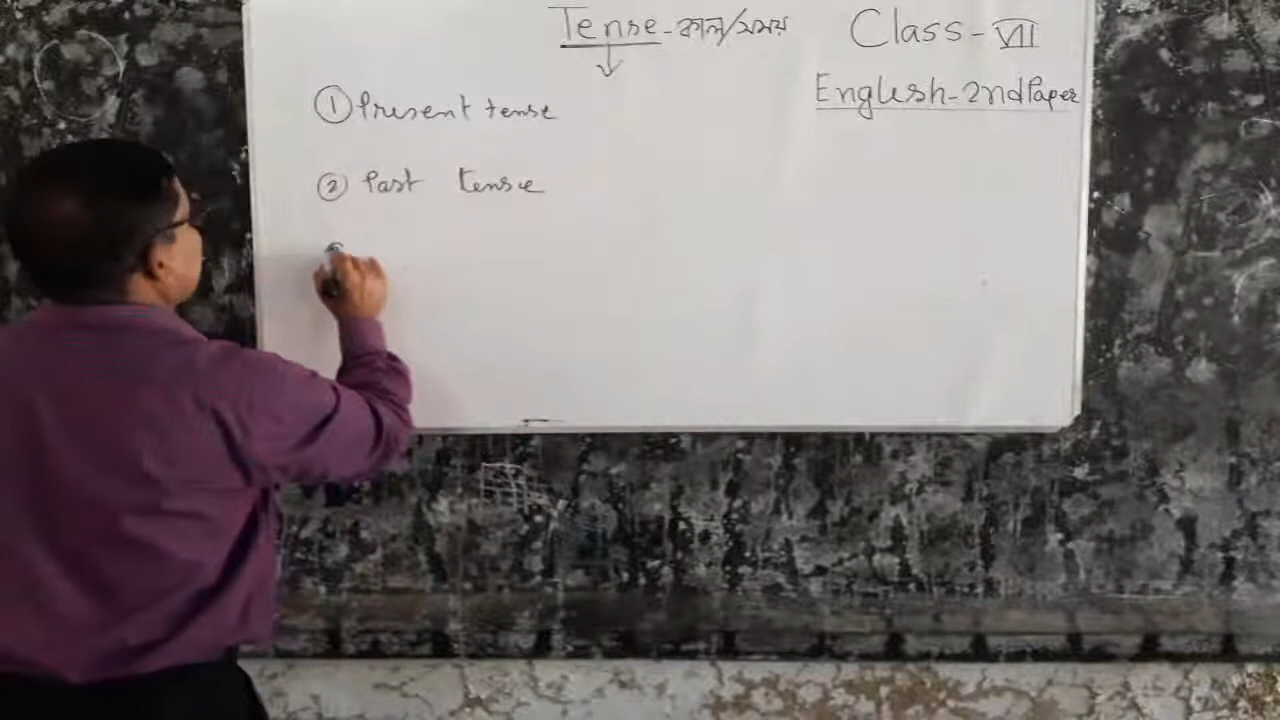 Tense - কাল/সময়
Class - VII
English - 2nd Paper
① Present tense
② Past tense